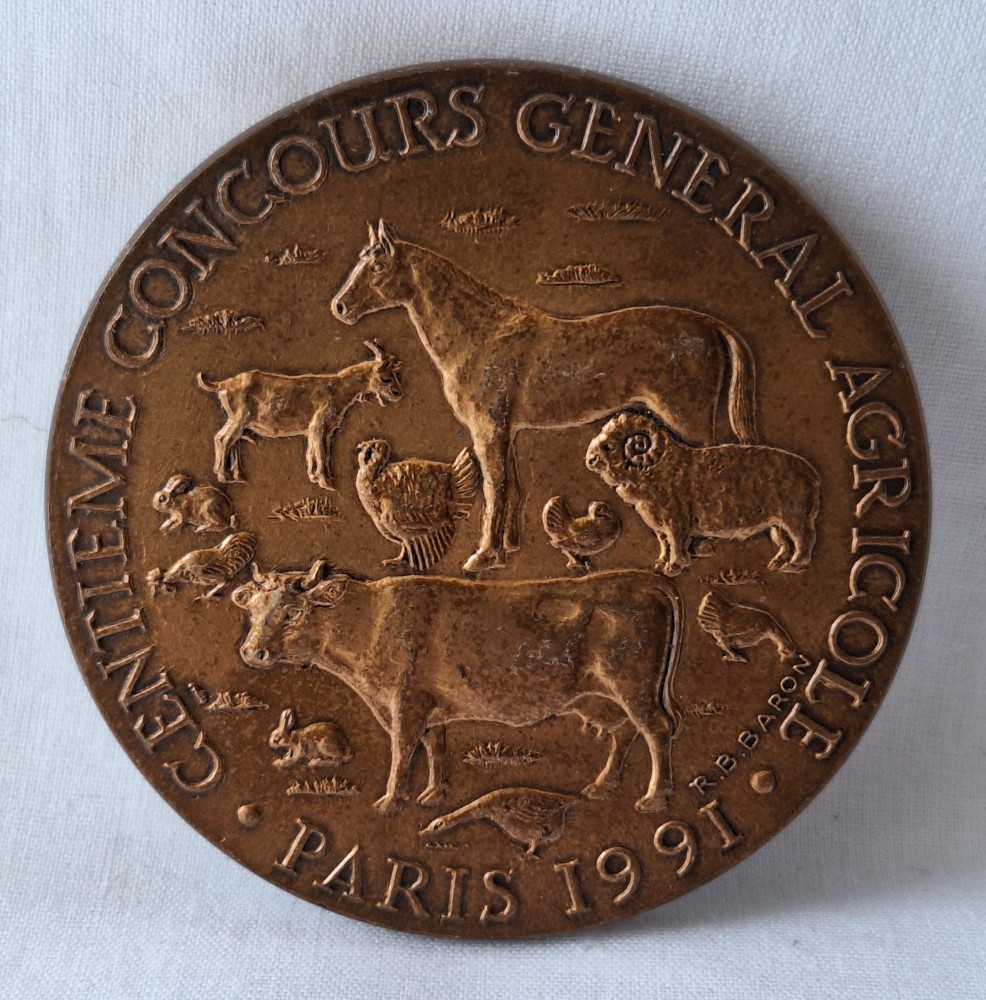 CENTIEME CONCOURS GENERAL AGRICOLE
R.B.BARON
• PARIS 1991 •